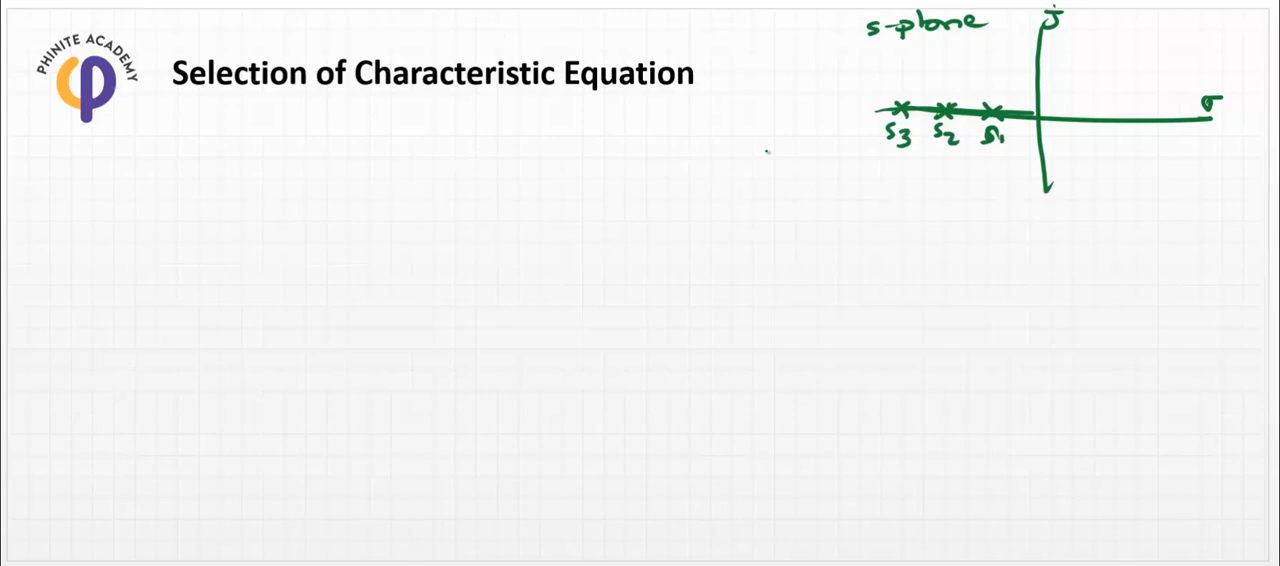 PHINITE ACADEMY
Selection of Characteristic Equation
s-plane
j
σ
s3 s2 s1